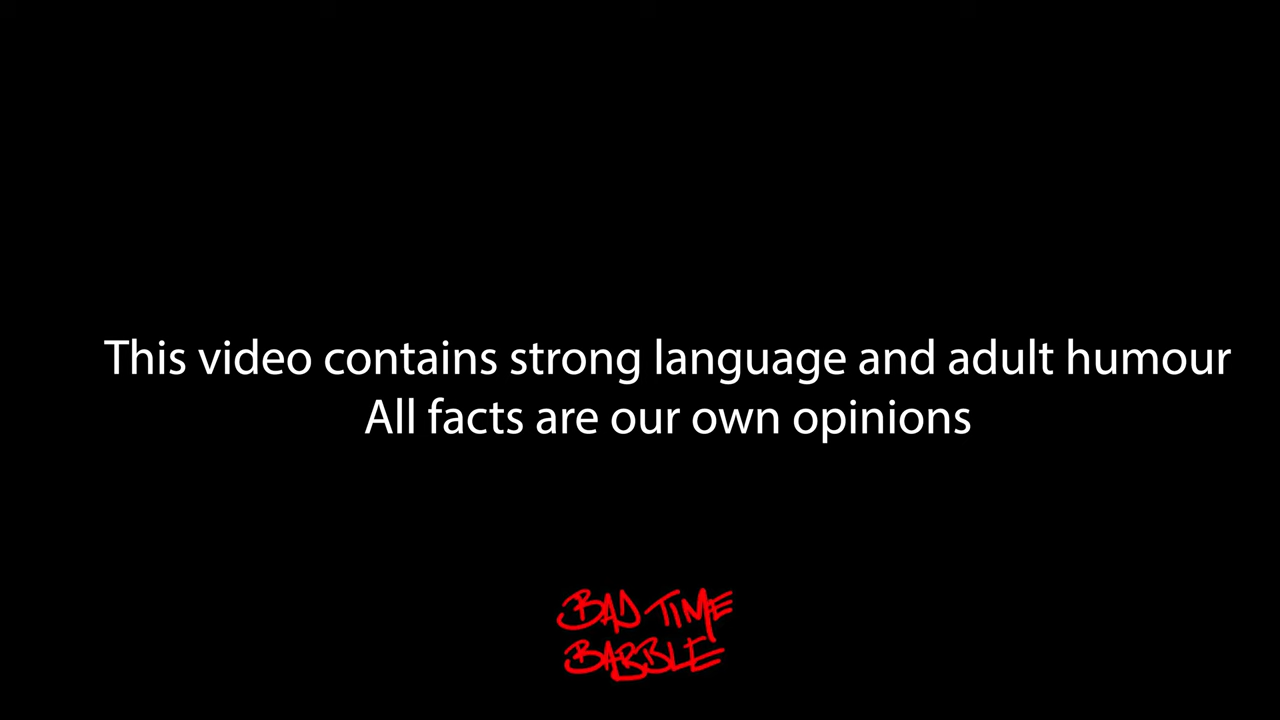 This video contains strong language and adult humour
All facts are our own opinions
BAD TIME
BABBLE